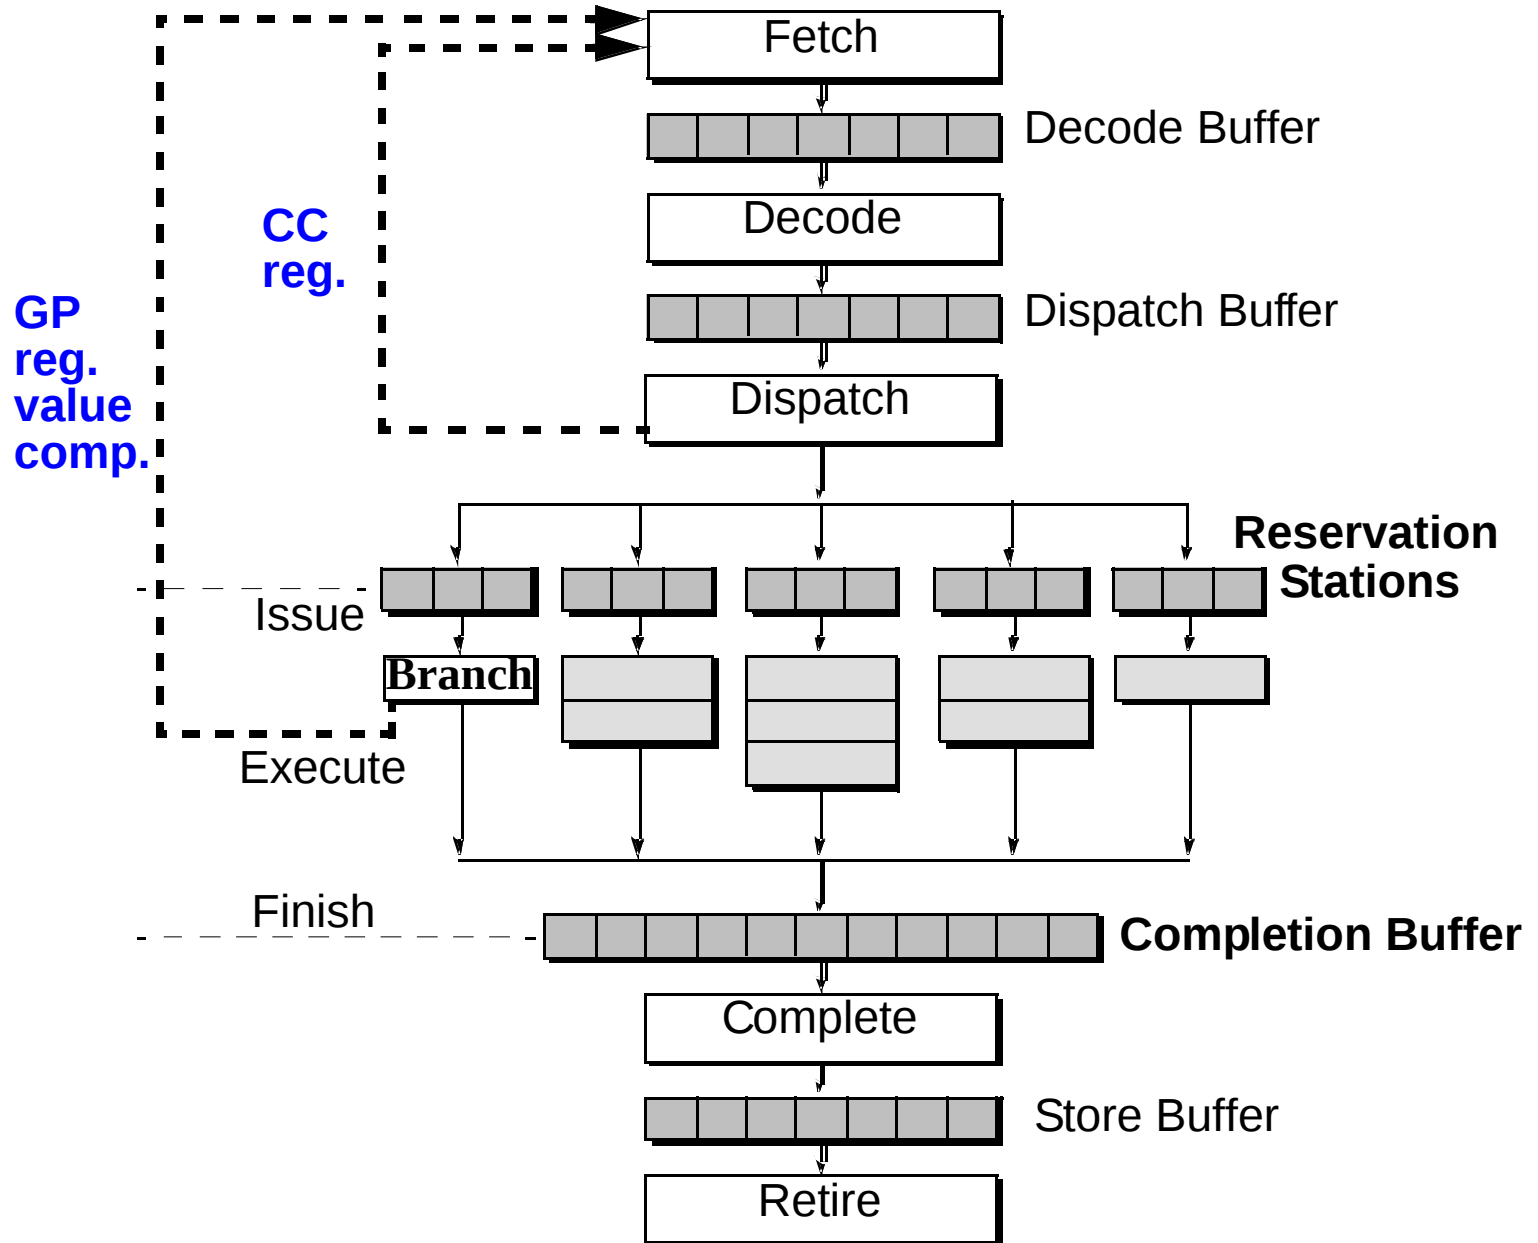 Fetch
Decode Buffer
Decode
CC
reg.
GP
reg.
value
comp.
Dispatch Buffer
Dispatch
Reservation
Stations
Issue
Branch
Execute
Finish
Completion Buffer
Complete
Store Buffer
Retire